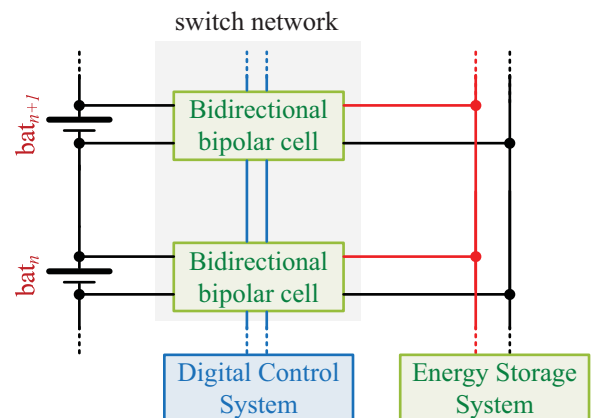 switch network
bat n+1
Bidirectional
bipolar cell
bat n
Bidirectional
bipolar cell
Digital Control
System
Energy Storage
System